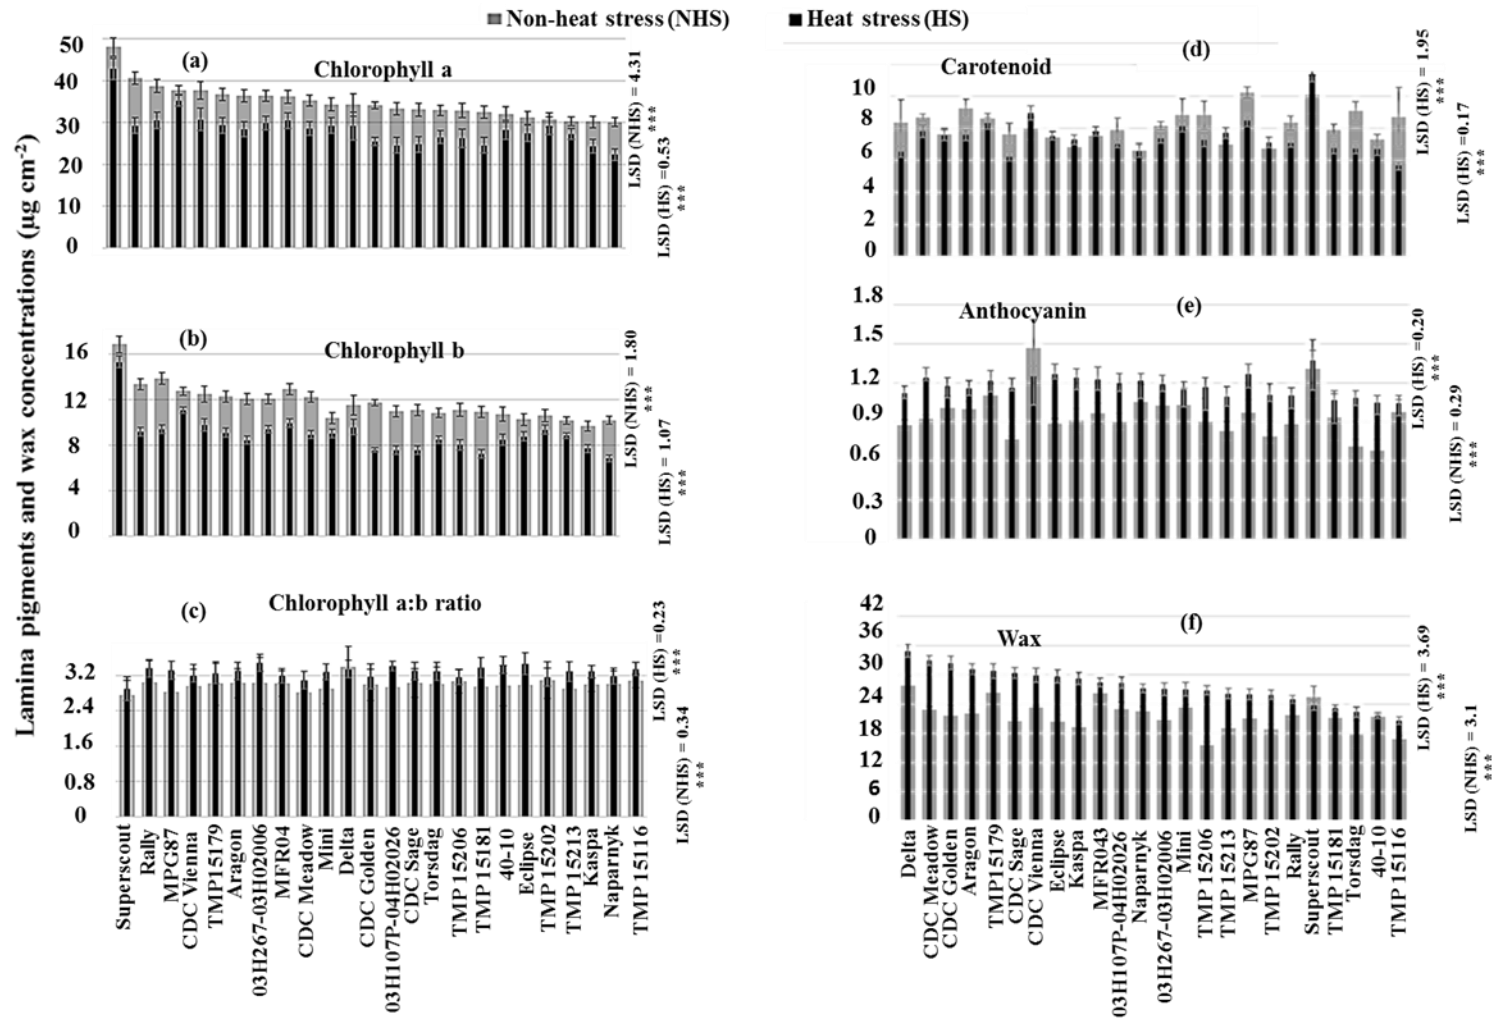 Non-heat stress (NHS)
Heat stress (HS)
Lamina pigments and wax concentrations (µg cm-2)
(a)
Chlorophyll a
50
40
30
20
10
0
LSD (NHS) = 4.31
***
LSD (HS) =0.53
***
(b)
Chlorophyll b
16
12
8
4
0
LSD (NHS) = 1.80
***
LSD (HS) = 1.07
***
(c)
Chlorophyll a:b ratio
3.2
2.4
1.6
0.8
0
LSD (HS) =0.23
***
LSD (NHS) = 0.34
***
Superscout
Rally
MPG87
CDC Vienna
TMP15179
Aragon
03H267-03H02006
MFR04
CDC Meadow
Mini
Delta
CDC Golden
03H107P-04H02026
CDC Sage
Torsdag
TMP 15206
TMP 15181
40-10
Eclipse
TMP 15202
TMP 15213
Kaspa
Naparnyk
TMP 15116
(d)
Carotenoid
10
8
6
4
2
0
LSD (HS) = 1.95
***
LSD (HS) =0.17
***
(e)
Anthocyanin
1.8
1.5
1.2
0.9
0.6
0.3
0
LSD (HS) =0.20
***
LSD (NHS) = 0.29
***
(f)
Wax
42
36
30
24
18
12
6
0
LSD (HS) = 3.69
***
LSD (NHS) = 3.1
***
Delta
CDC Meadow
CDC Golden
Aragon
TMP15179
CDC Sage
CDC Vienna
Eclipse
Kaspa
MFR043
03H107P-04H02026
Naparnyk
03H267-03H02006
Mini
TMP 15206
TMP 15213
MPG87
TMP 15202
Rally
Superscout
TMP 15181
Torsdag
40-10
TMP 15116